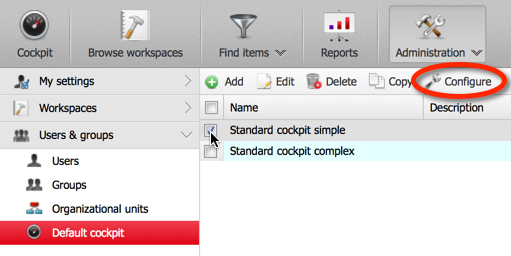 Cockpit Browse workspaces Find items Reports Administration
My settings
Workspaces
Users & groups
Users
Groups
Organizational units
Default cockpit
Add Edit Delete Copy Configure
Name Description
Standard cockpit simple
Standard cockpit complex